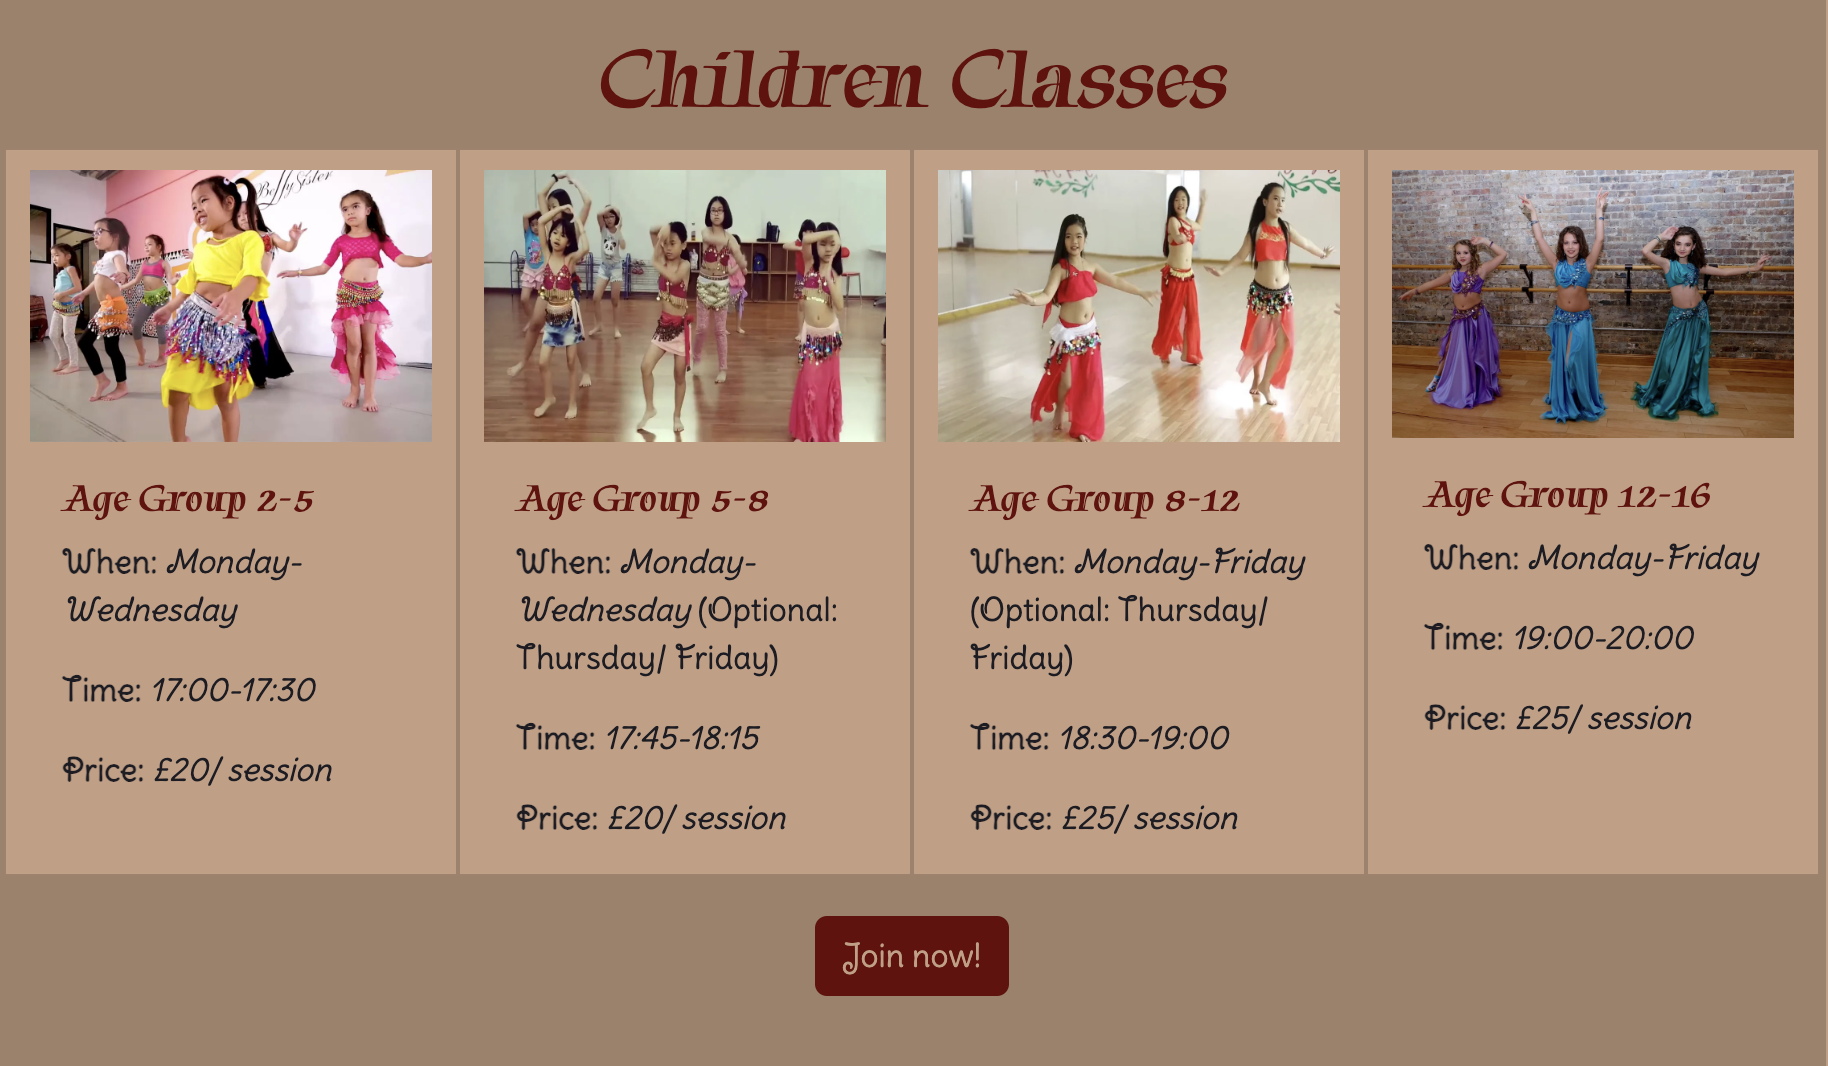 Children Classes
Belly Sister
Age Group 2-5
When: Monday-
Wednesday
Time: 17:00-17:30
Price: £20/ session
Age Group 5-8
When: Monday-
Wednesday (Optional:
Thursday/ Friday)
Time: 17:45-18:15
Price: £20/ session
Age Group 8-12
When: Monday-Friday
(Optional: Thursday/
Friday)
Time: 18:30-19:00
Price: £25/ session
Age Group 12-16
When: Monday-Friday
Time: 19:00-20:00
Price: £25/ session
Join now!